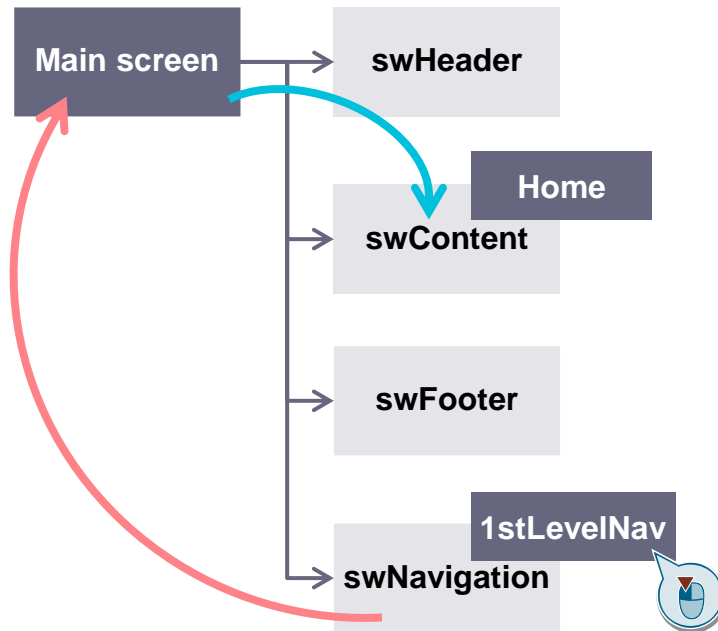 Main screen
swHeader
Home
swContent
swFooter
1stLevelNav
swNavigation